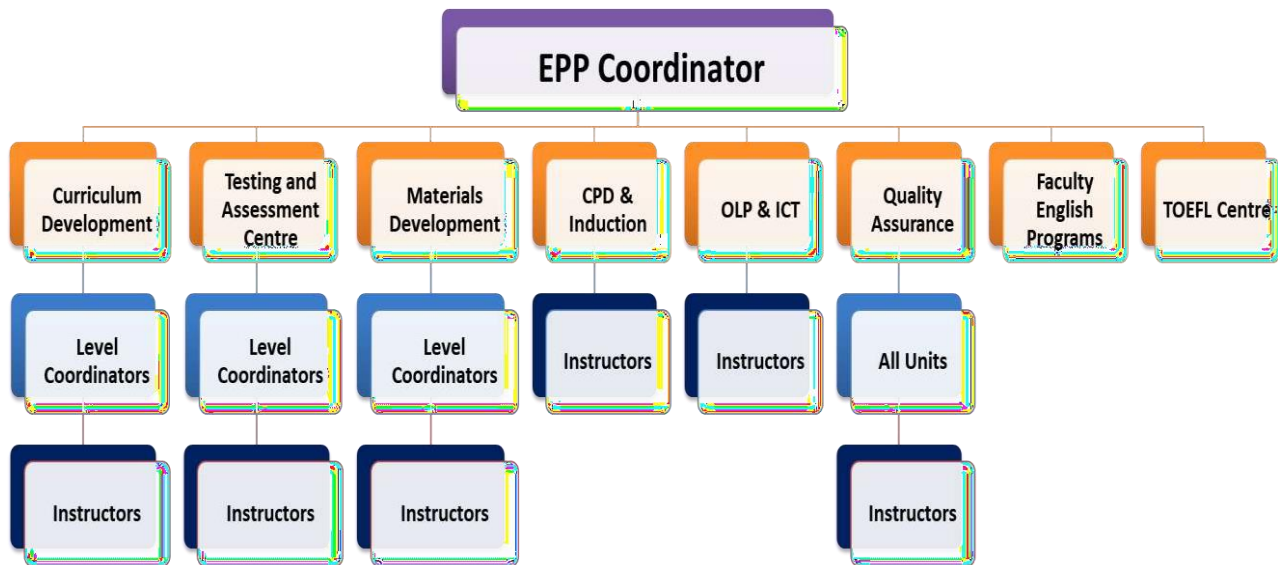 EPP Coordinator
Curriculum
Development
Testing and
Assessment
Centre
Materials
Development
CPD &
Induction
OLP & ICT
Quality
Assurance
Faculty
English
Programs
TOEFL Centre
Level
Coordinators
Level
Coordinators
Level
Coordinators
Instructors
Instructors
All Units
Instructors
Instructors
Instructors
Instructors